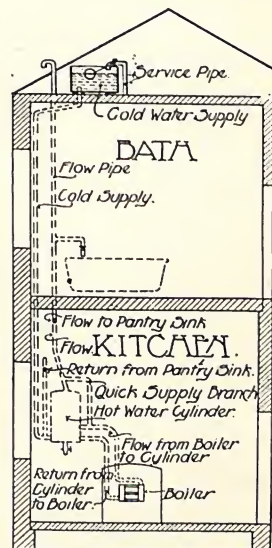 Service Pipe.
Cold Water Supply
BATH
Flow Pipe
Cold Supply.
Flow to Pantry Sink
Flow.
KITCHEN.
Return from Pantry Sink.
Quick Supply Branch
Hot Water Cylinder.
Flow from Boiler
to Cylinder
Return from
Cylinder
to Boiler.
Boiler